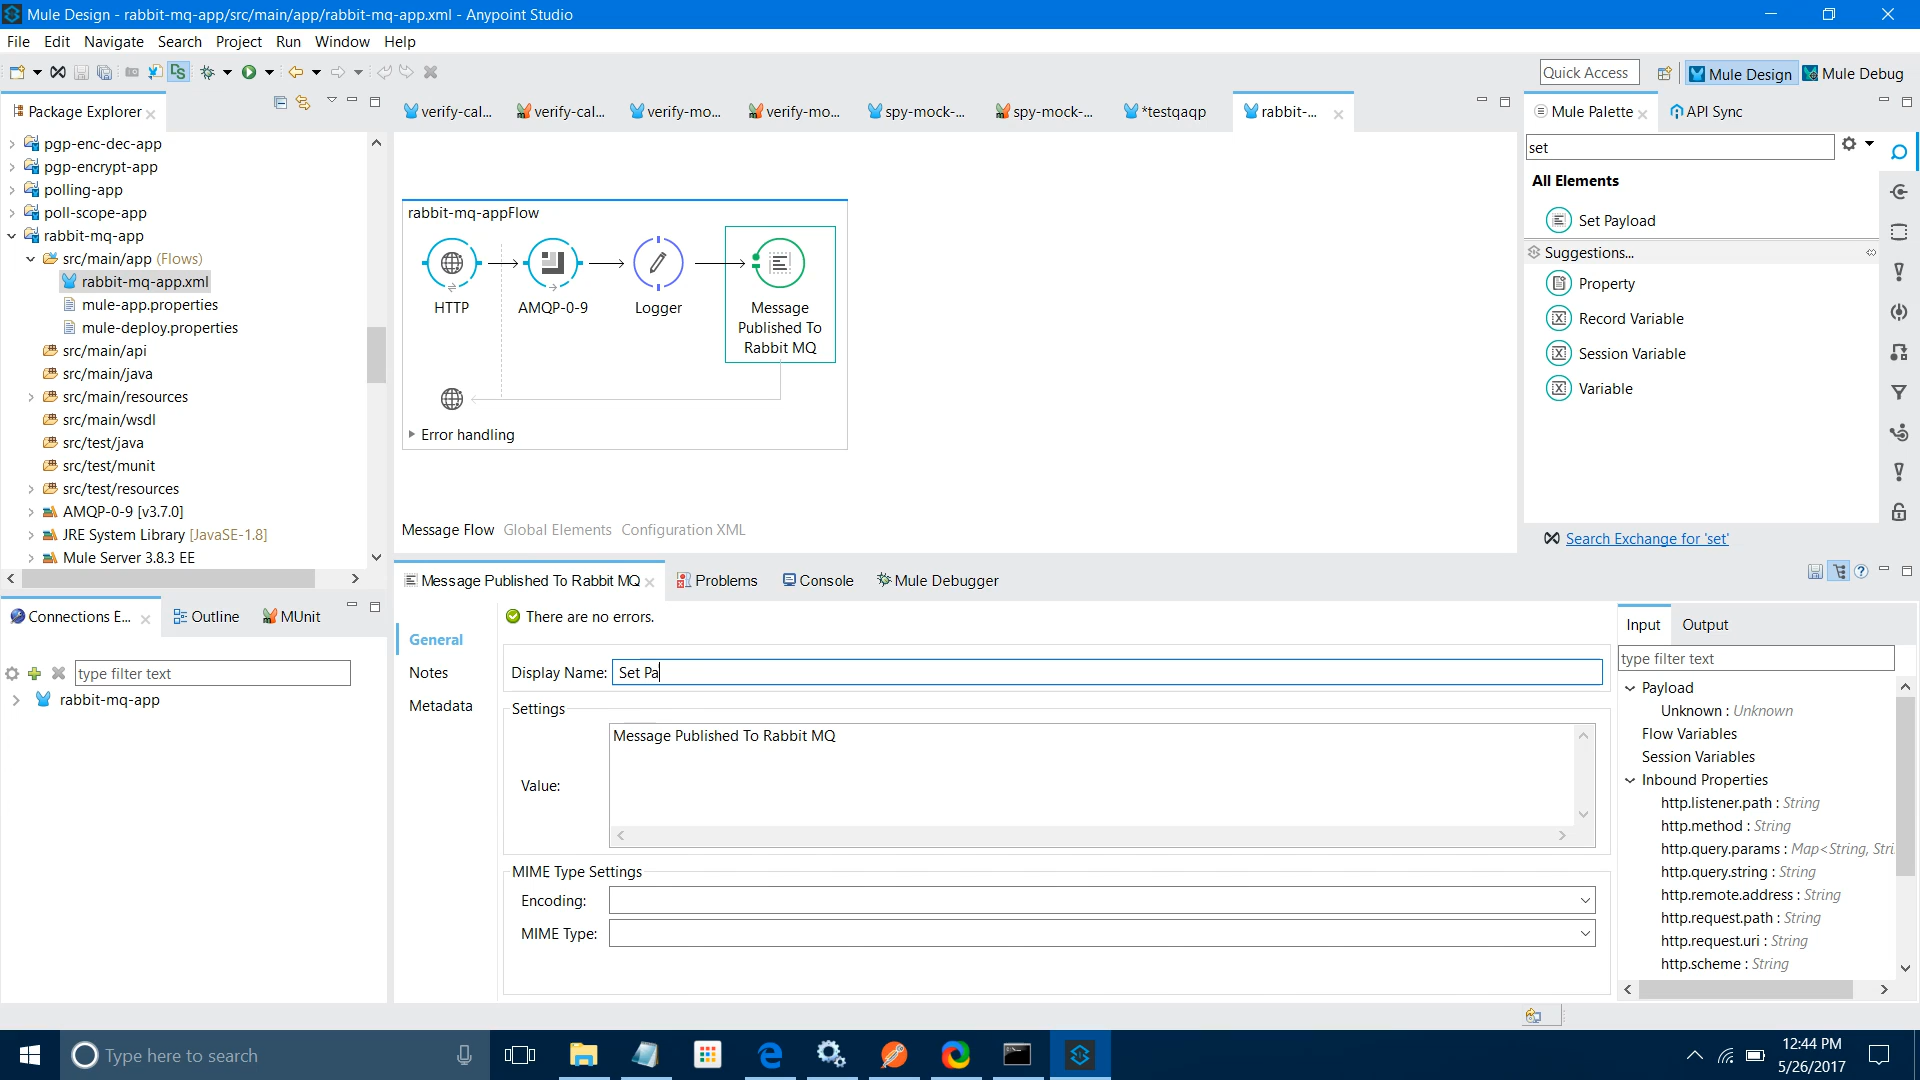 Mule Design - rabbit-mq-app/src/main/app/rabbit-mq-app.xml - Anypoint Studio
File Edit Navigate Search Project Run Window Help
Quick Access Mule Design Mule Debug
Package Explorer
pgp-enc-dec-app
pgp-encrypt-app
polling-app
poll-scope-app
rabbit-mq-app
src/main/app (Flows)
rabbit-mq-app.xml
mule-app.properties
mule-deploy.properties
src/main/api
src/main/java
src/main/resources
src/main/wsdl
src/test/java
src/test/munit
src/test/resources
AMQP-0-9 [v3.7.0]
JRE System Library [JavaSE-1.8]
Mule Server 3.8.3 EE
verify-cal... verify-cal... verify-mo... verify-mo... spy-mock-... spy-mock-... *testqaqp rabbit-...
rabbit-mq-appFlow
HTTP
AMQP-0-9
Logger
Message
Published To
Rabbit MQ
Error handling
Message Flow Global Elements Configuration XML
Mule Palette API Sync
set
All Elements
Set Payload
Suggestions...
Property
Record Variable
Session Variable
Variable
Search Exchange for 'set'
Connections E... Outline MUnit
type filter text
rabbit-mq-app
Message Published To Rabbit MQ Problems Console Mule Debugger
There are no errors.
General
Notes
Metadata
Display Name: Set Pa
Settings
Message Published To Rabbit MQ
Value:
MIME Type Settings
Encoding:
MIME Type:
Input Output
type filter text
Payload
Unknown : Unknown
Flow Variables
Session Variables
Inbound Properties
http.listener.path : String
http.method : String
http.query.params : Map<String, Stri
http.query.string : String
http.remote.address : String
http.request.path : String
http.request.uri : String
http.scheme : String
Type here to search
12:44 PM
5/26/2017